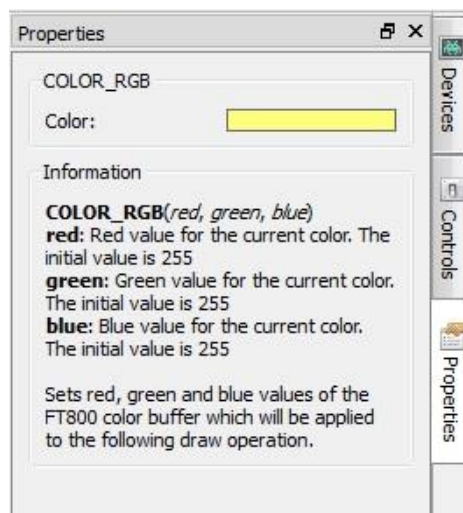 Properties
COLOR_RGB
Color:
Information
COLOR_RGB(red, green, blue)
red: Red value for the current color. The
initial value is 255
green: Green value for the current color.
The initial value is 255
blue: Blue value for the current color.
The initial value is 255
Sets red, green and blue values of the
FT800 color buffer which will be applied
to the following draw operation.
Devices
Controls
Properties